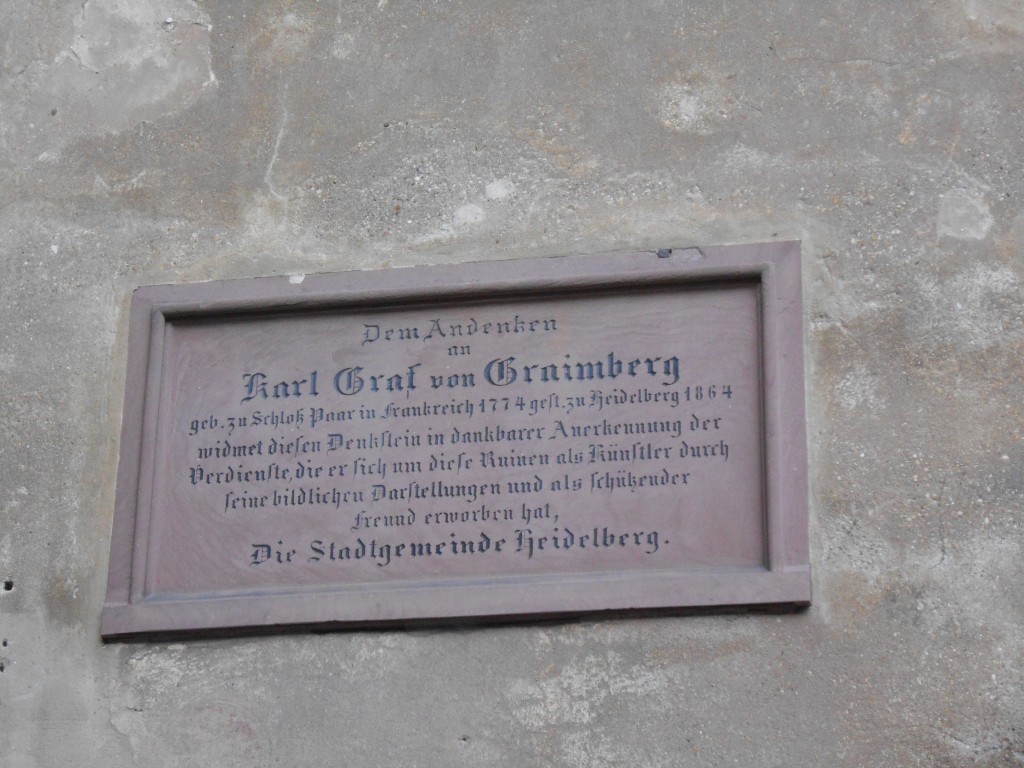 Dem Andenken
an
Karl Graf von Graimberg
geb. zu Schloß Paar in Frankreich 1774 gest. zu Heidelberg 1864
widmet diesen Denkstein in dankbarer Anerkennung der
Verdienste, die er sich um diese Ruinen als Künstler durch
seine bildlichen Darstellungen und als schützender
Freund erworben hat,
Die Stadtgemeinde Heidelberg.